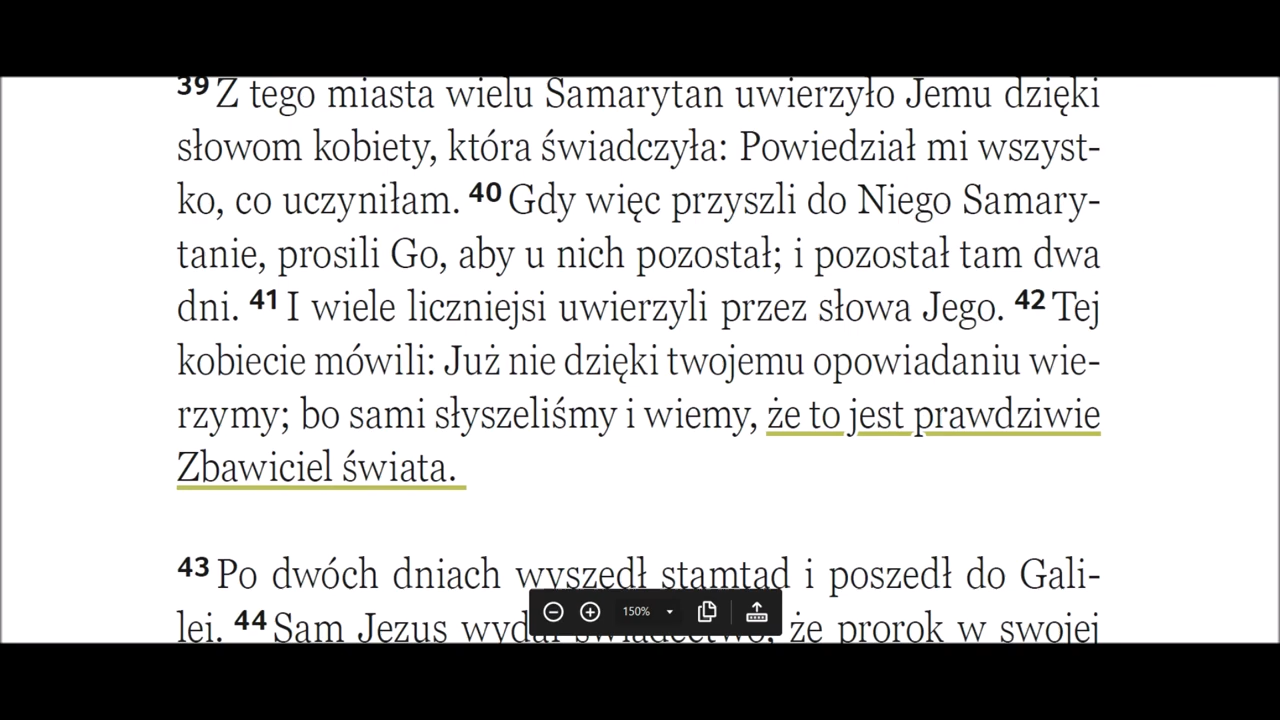 39 Z tego miasta wielu Samarytan uwierzyło Jemu dzięki
słowom kobiety, która świadczyła: Powiedział mi wszyst-
ko, co uczyniłam. 40 Gdy więc przyszli do Niego Samary-
tanie, prosili Go, aby u nich pozostał; i pozostał tam dwa
dni. 41 I wiele liczniejsi uwierzyli przez słowa Jego. 42 Tej
kobiecie mówili: Już nie dzięki twojemu opowiadaniu wie-
rzymy; bo sami słyszeliśmy i wiemy, że to jest prawdziwie
Zbawiciel świata.
43 Po dwóch dniach wyszedł stamtąd i poszedł do Gali-
lei. 44 Sam Jezus wydał świadectwo, że prorok w swojej
150%